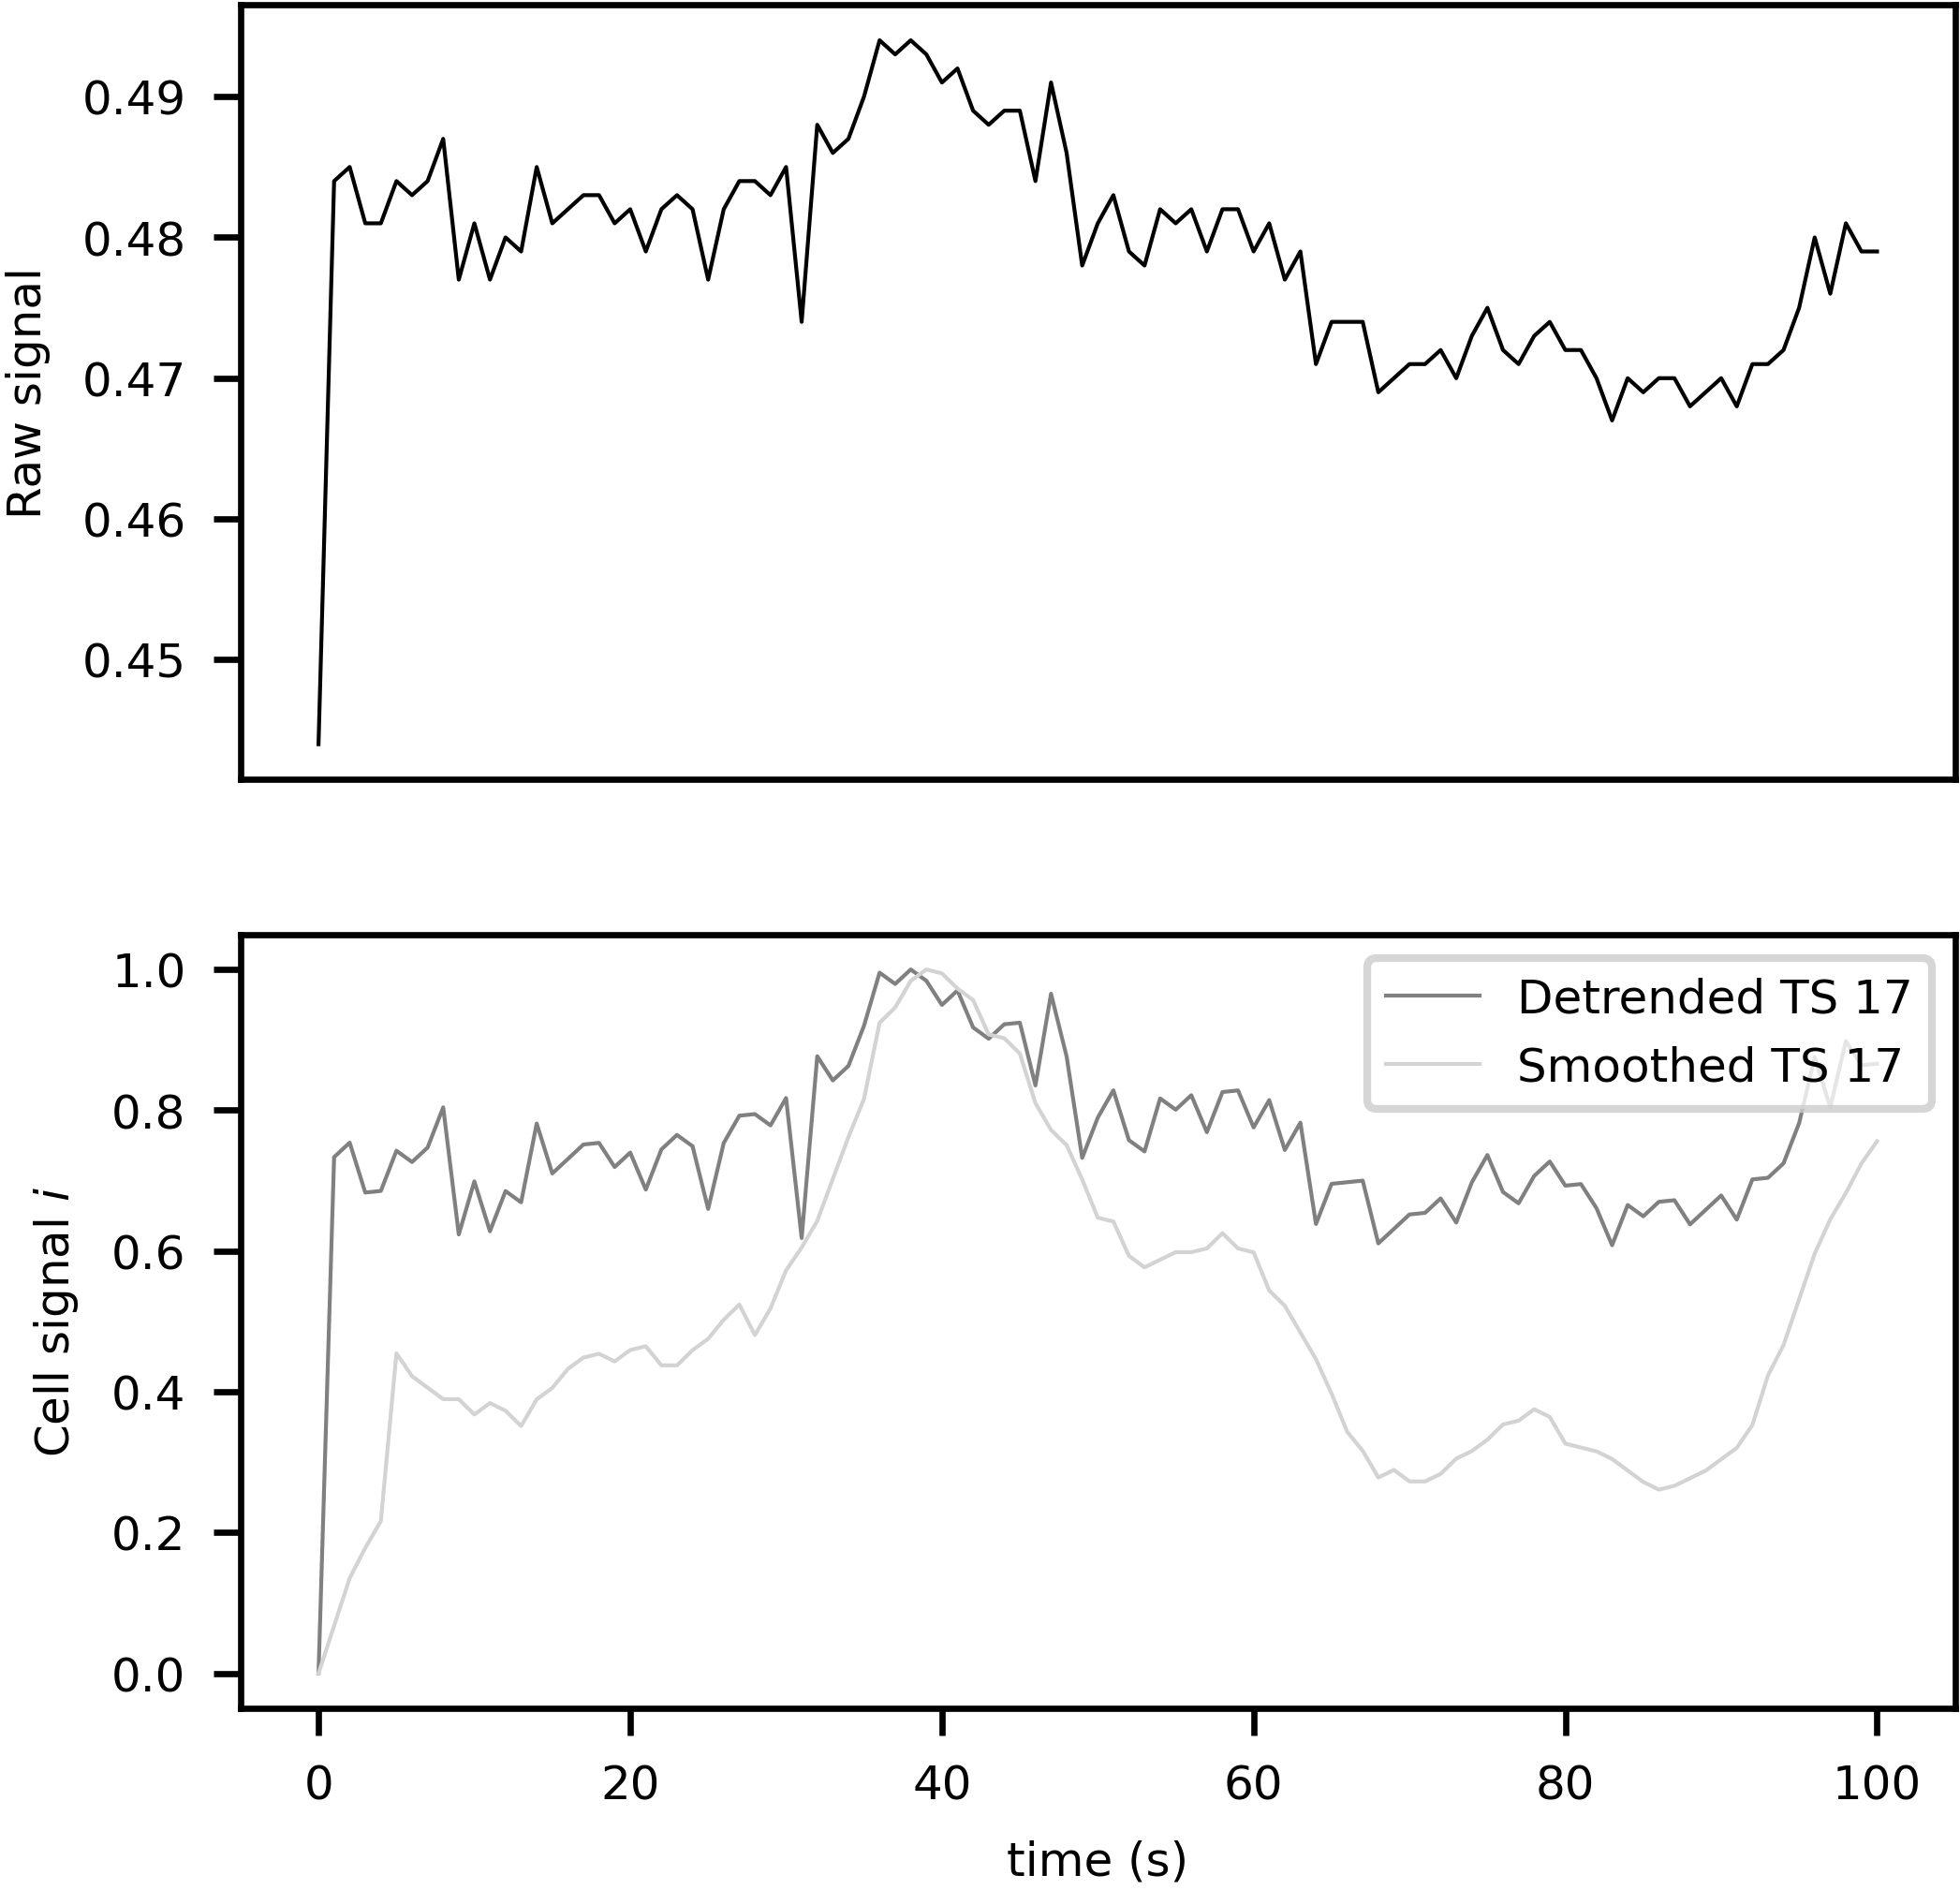 Raw signal
0.49
0.48
0.47
0.46
0.45
Cell signal i
1.0
0.8
0.6
0.4
0.2
0.0
Detrended TS 17
Smoothed TS 17
0 20 40 60 80 100
time (s)